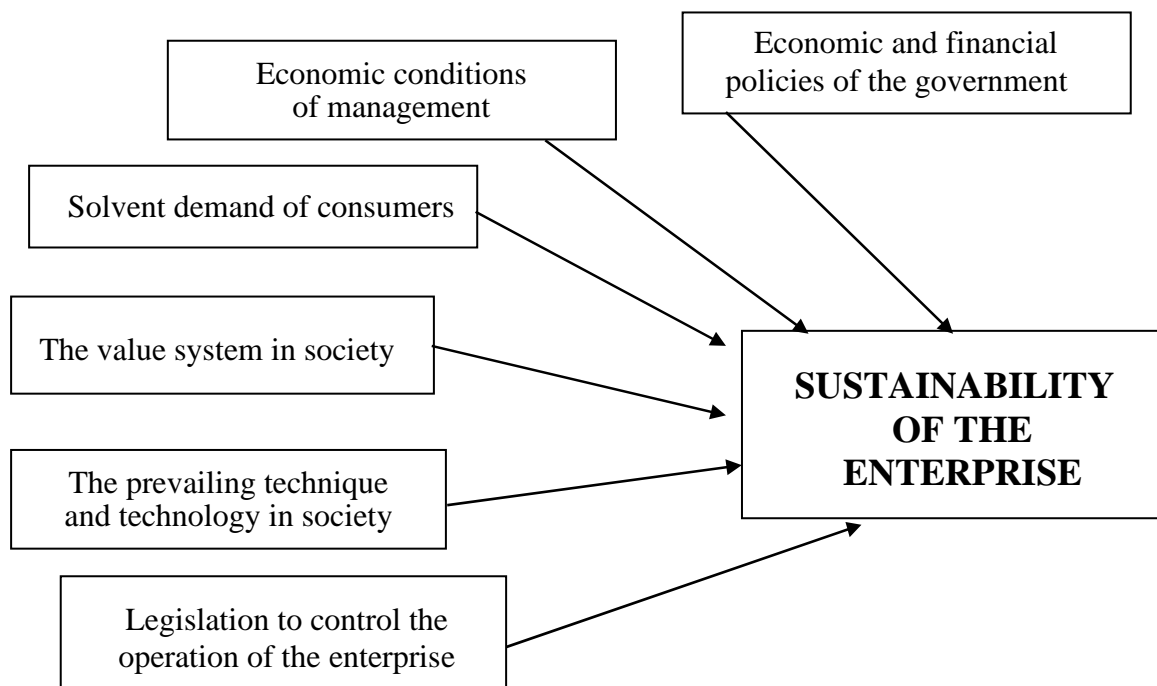 Economic conditions
of management
Economic and financial
policies of the government
Solvent demand of consumers
The value system in society
The prevailing technique
and technology in society
Legislation to control the
operation of the enterprise
SUSTAINABILITY
OF THE
ENTERPRISE